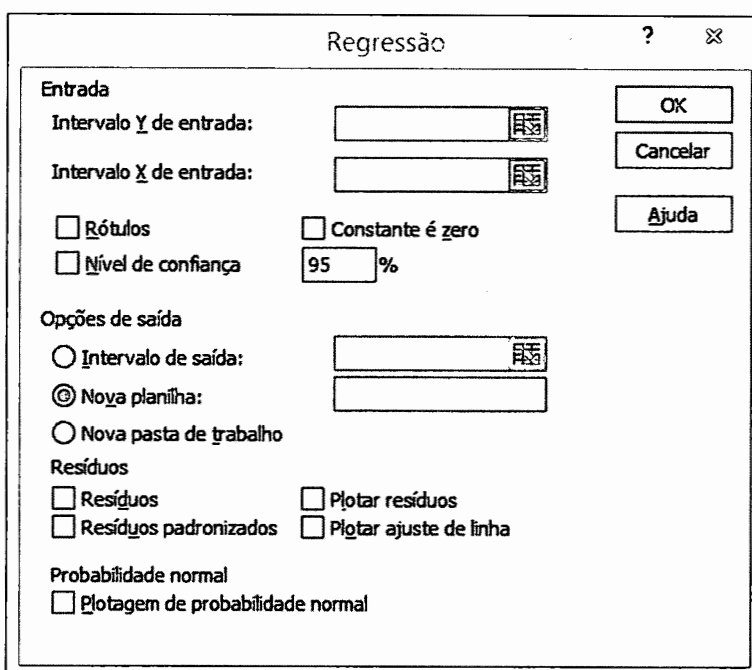 Regressão ?
Entrada
Intervalo Y de entrada:
Intervalo X de entrada:
Rótulos
Constante é zero
Nível de confiança
95 %
Opções de saída
Intervalo de saída:
Nova planilha:
Nova pasta de trabalho
Resíduos
Resíduos
Plotar resíduos
Resíduos padronizados
Plotar ajuste de linha
Probabilidade normal
Plotagem de probabilidade normal
OK
Cancelar
Ajuda